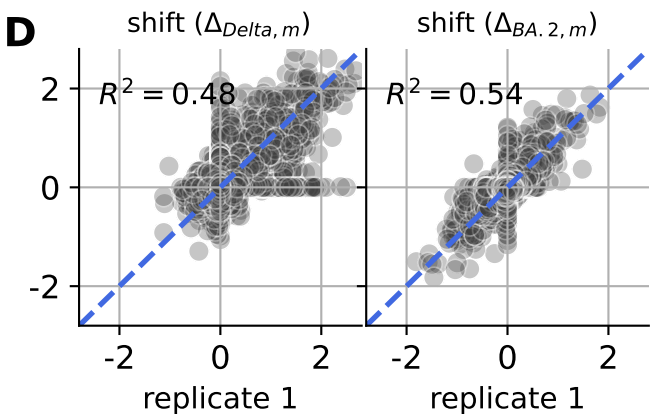 D
shift (Δ_{Delta, m})
shift (Δ_{BA.2, m})
R² = 0.48
R² = 0.54
2
0
-2
-2 0 2
-2 0 2
replicate 1
replicate 1